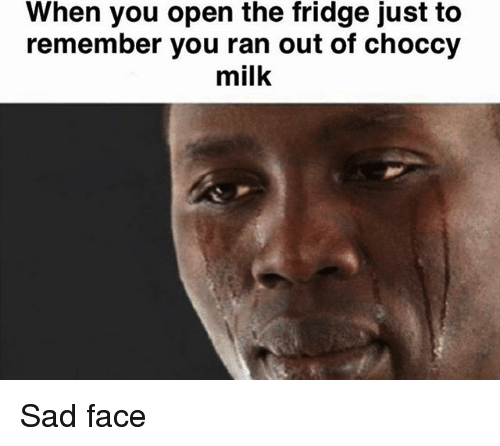 When you open the fridge just to
remember you ran out of choccy
milk
Sad face